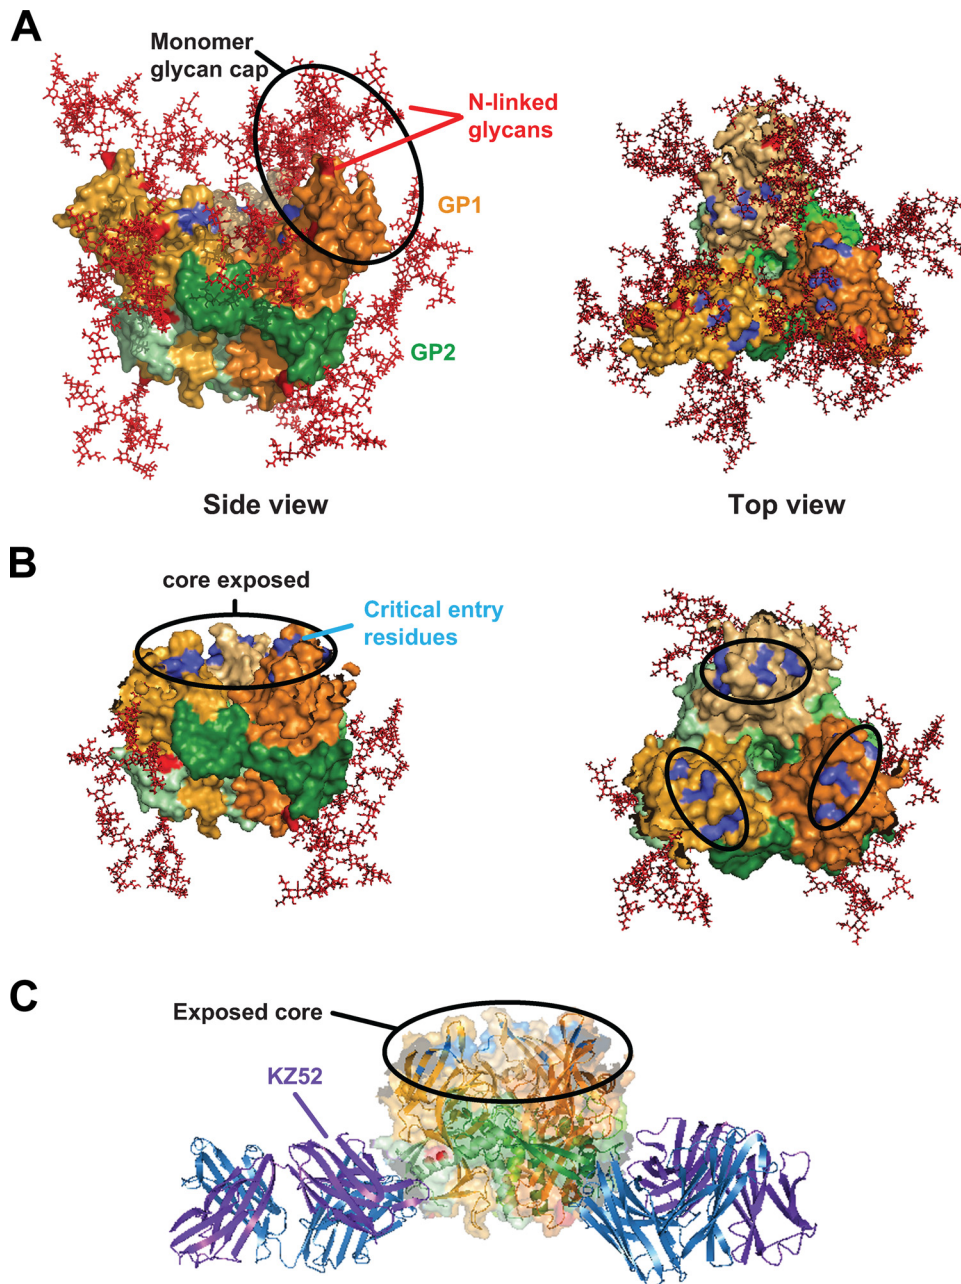 A
Monomer
glycan cap
N-linked
glycans
GP1
GP2
Side view
Top view
B
core exposed
Critical entry
residues
C
Exposed core
KZ52